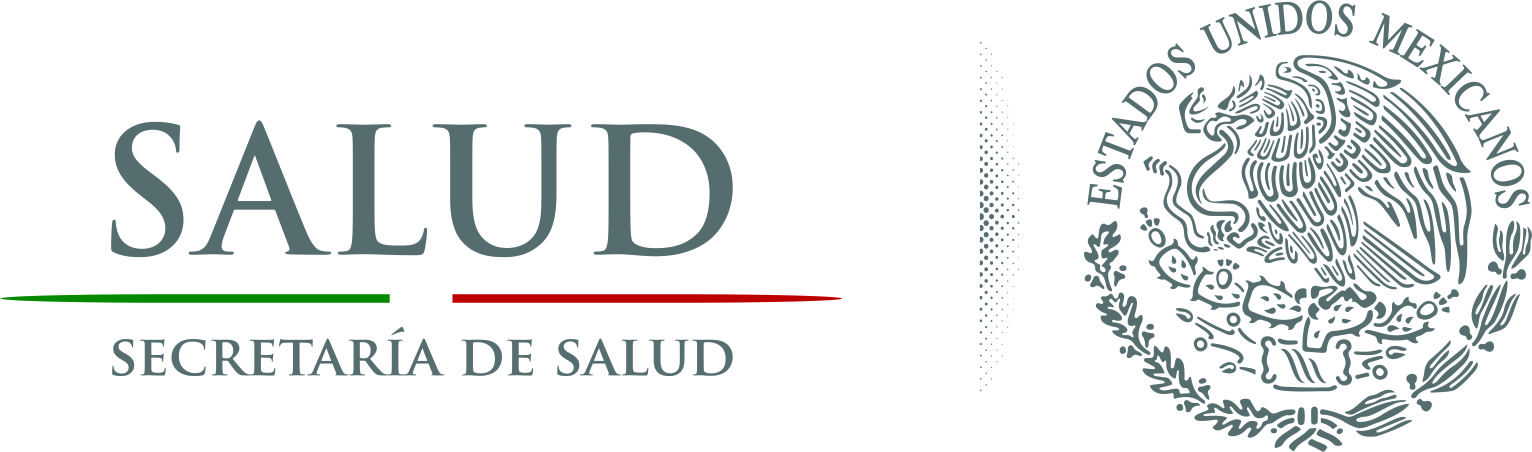 SALUD
SECRETARÍA DE SALUD
ESTADOS UNIDOS MEXICANOS